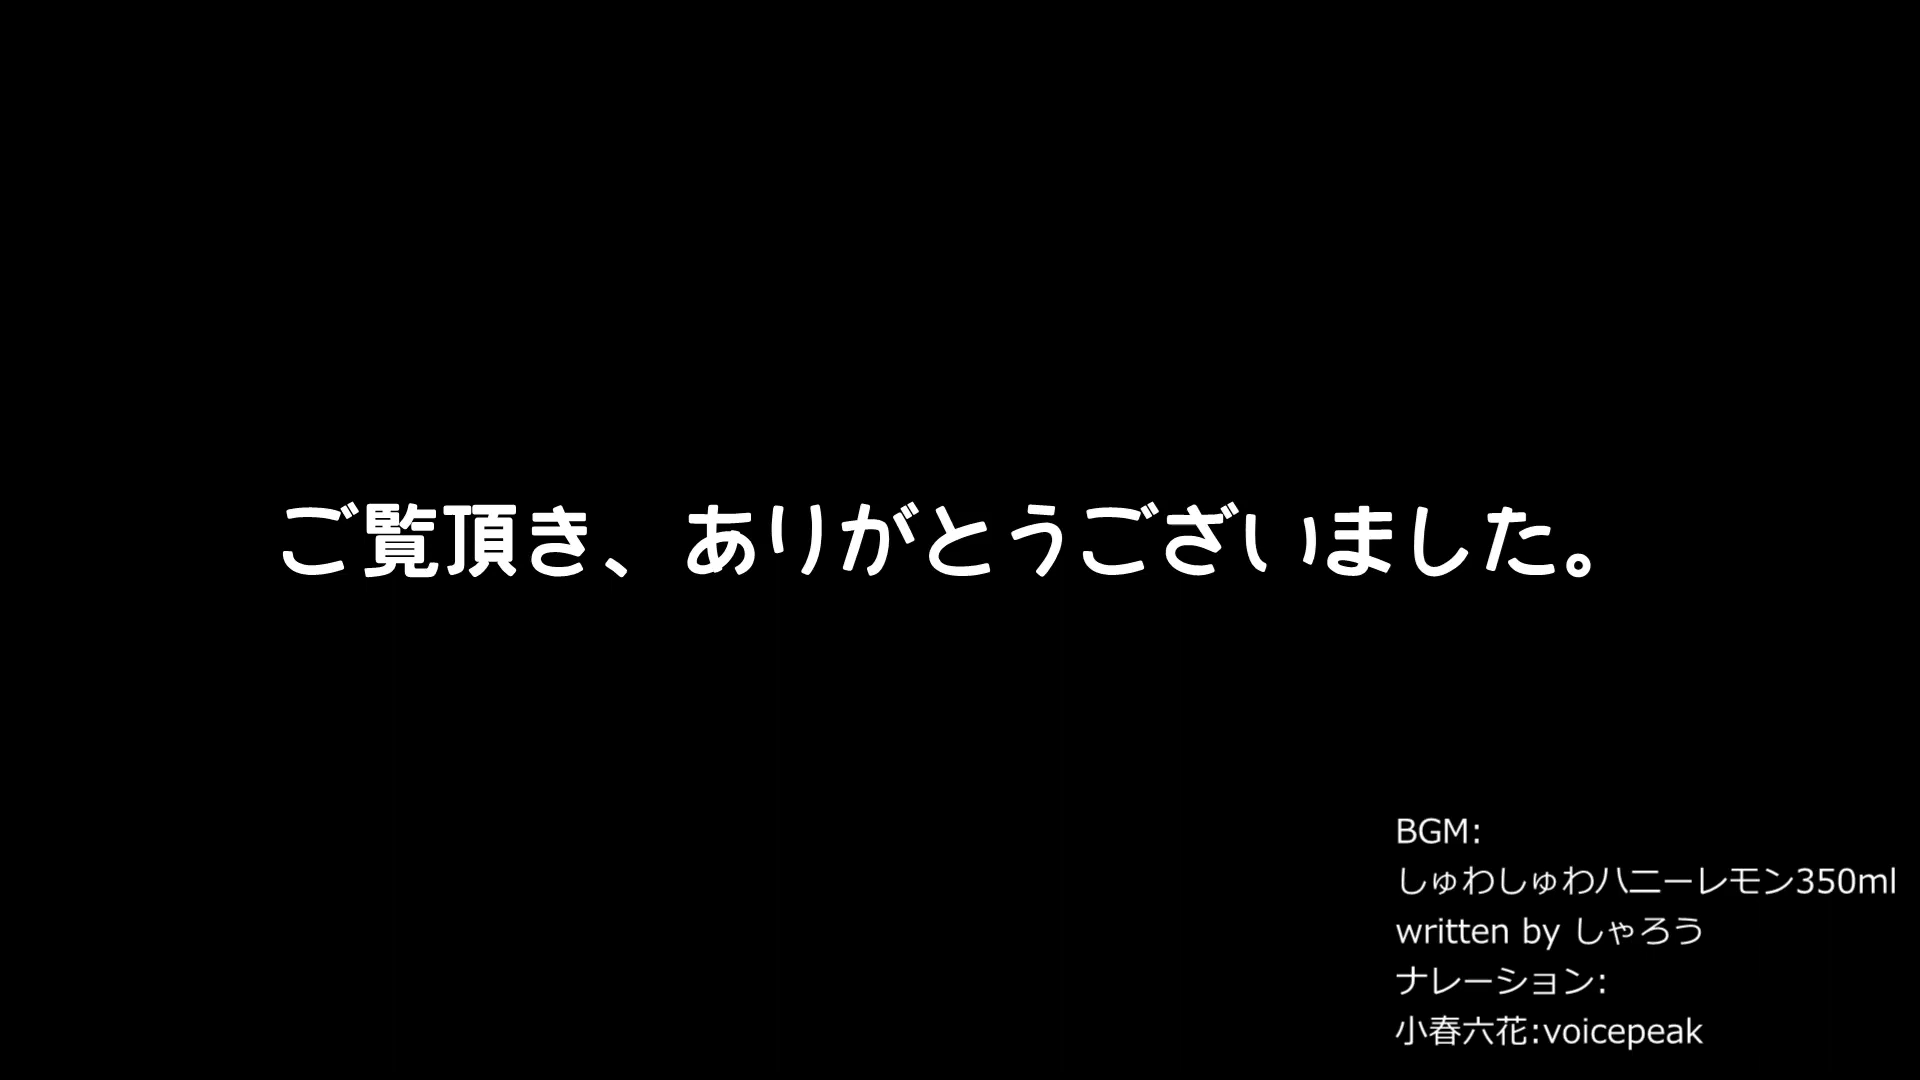 ご覧頂き、ありがとうございました。
BGM:
しゅわしゅわハニーレモン350ml
written by しゃろう
ナレーション:
小春六花:voicepeak